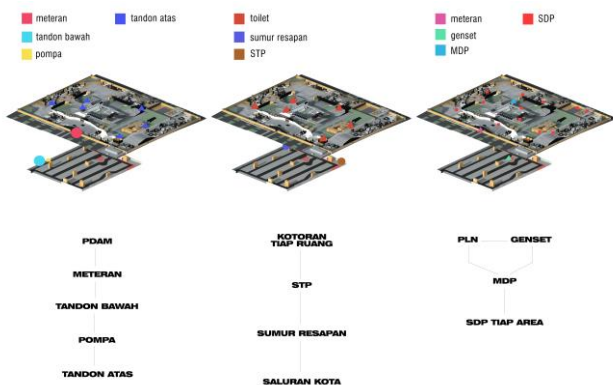 meteran
tandon atas
tandon bawah
pompa
toilet
sumur resapan
STP
meteran
SDP
genset
MDP
PDAM
METERAN
TANDON BAWAH
POMPA
TANDON ATAS
KOTORAN
TIAP RUANG
STP
SUMUR RESAPAN
SALURAN KOTA
PLN
GENSET
MDP
SDP TIAP AREA